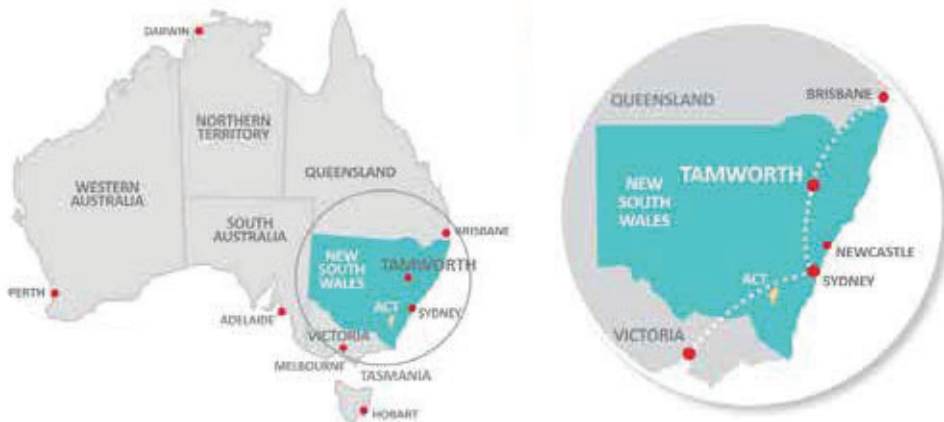 DARWIN
NORTHERN
TERRITORY
WESTERN
AUSTRALIA
QUEENSLAND
SOUTH
AUSTRALIA
BRISBANE
NEW
SOUTH
WALES
TAMWORTH
PERTH
ACT
SYDNEY
ADELAIDE
VICTORIA
MELBOURNE
TASMANIA
HOBART
QUEENSLAND
BRISBANE
TAMWORTH
NEW
SOUTH
WALES
NEWCASTLE
ACT
SYDNEY
VICTORIA